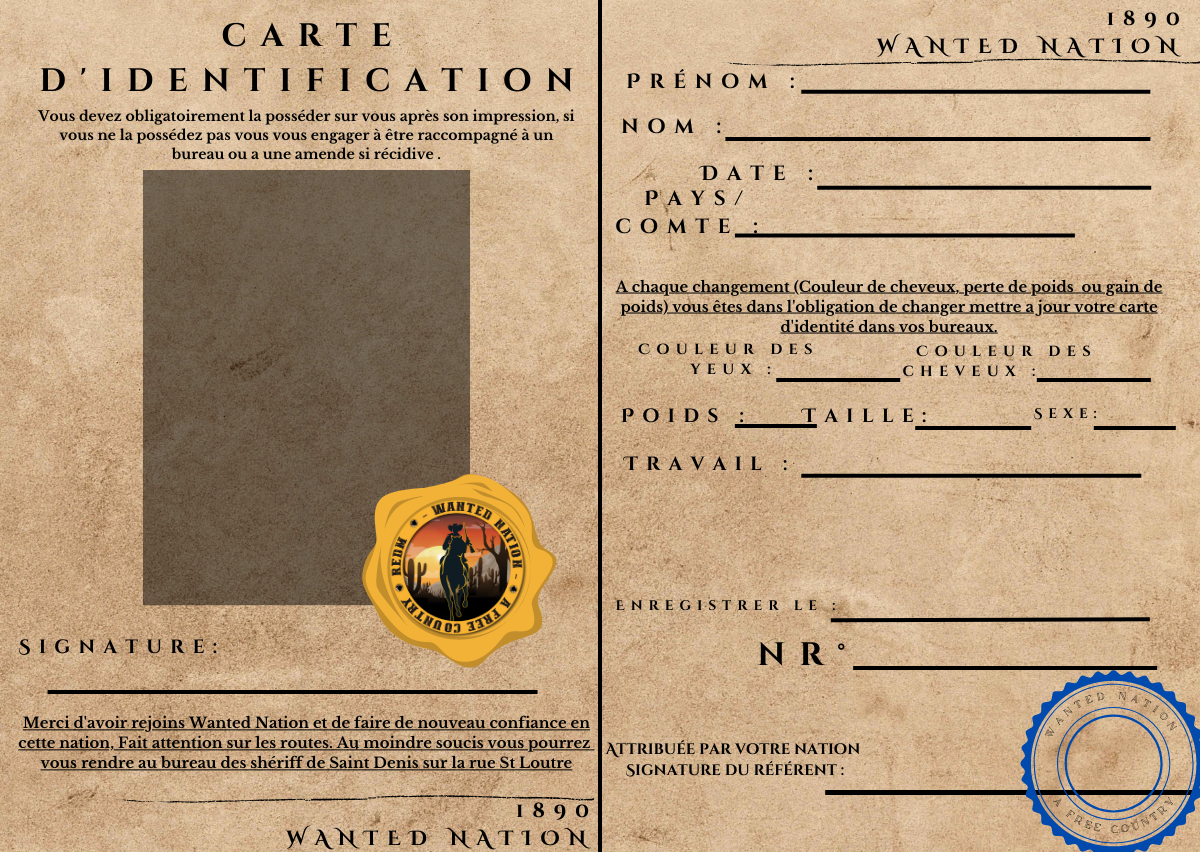 CARTE
D'IDENTIFICATION
Vous devez obligatoirement la posséder sur vous après son impression, si
vous ne la possédez pas vous vous engager à être raccompagné à un
bureau ou a une amende si récidive .
REDM - WANTED NATION - A FREE COUNTRY
SIGNATURE:
Merci d'avoir rejoins Wanted Nation et de faire de nouveau confiance en
cette nation, Fait attention sur les routes. Au moindre soucis vous pourrez
vous rendre au bureau des shériff de Saint Denis sur la rue St Loutre
1890
WANTED NATION
1890
WANTED NATION
PRÉNOM :
NOM :
DATE :
PAYS/
COMTE :
A chaque changement (Couleur de cheveux, perte de poids ou gain de
poids) vous êtes dans l'obligation de changer mettre a jour votre carte
d'identité dans vos bureaux.
COULEUR DES
YEUX :
COULEUR DES
CHEVEUX :
POIDS : TAILLE: SEXE:
TRAVAIL :
ENREGISTRER LE :
NR°
WANTED NATION
A FREE COUNTRY
ATTRIBUÉE PAR VOTRE NATION
SIGNATURE DU RÉFÉRENT :